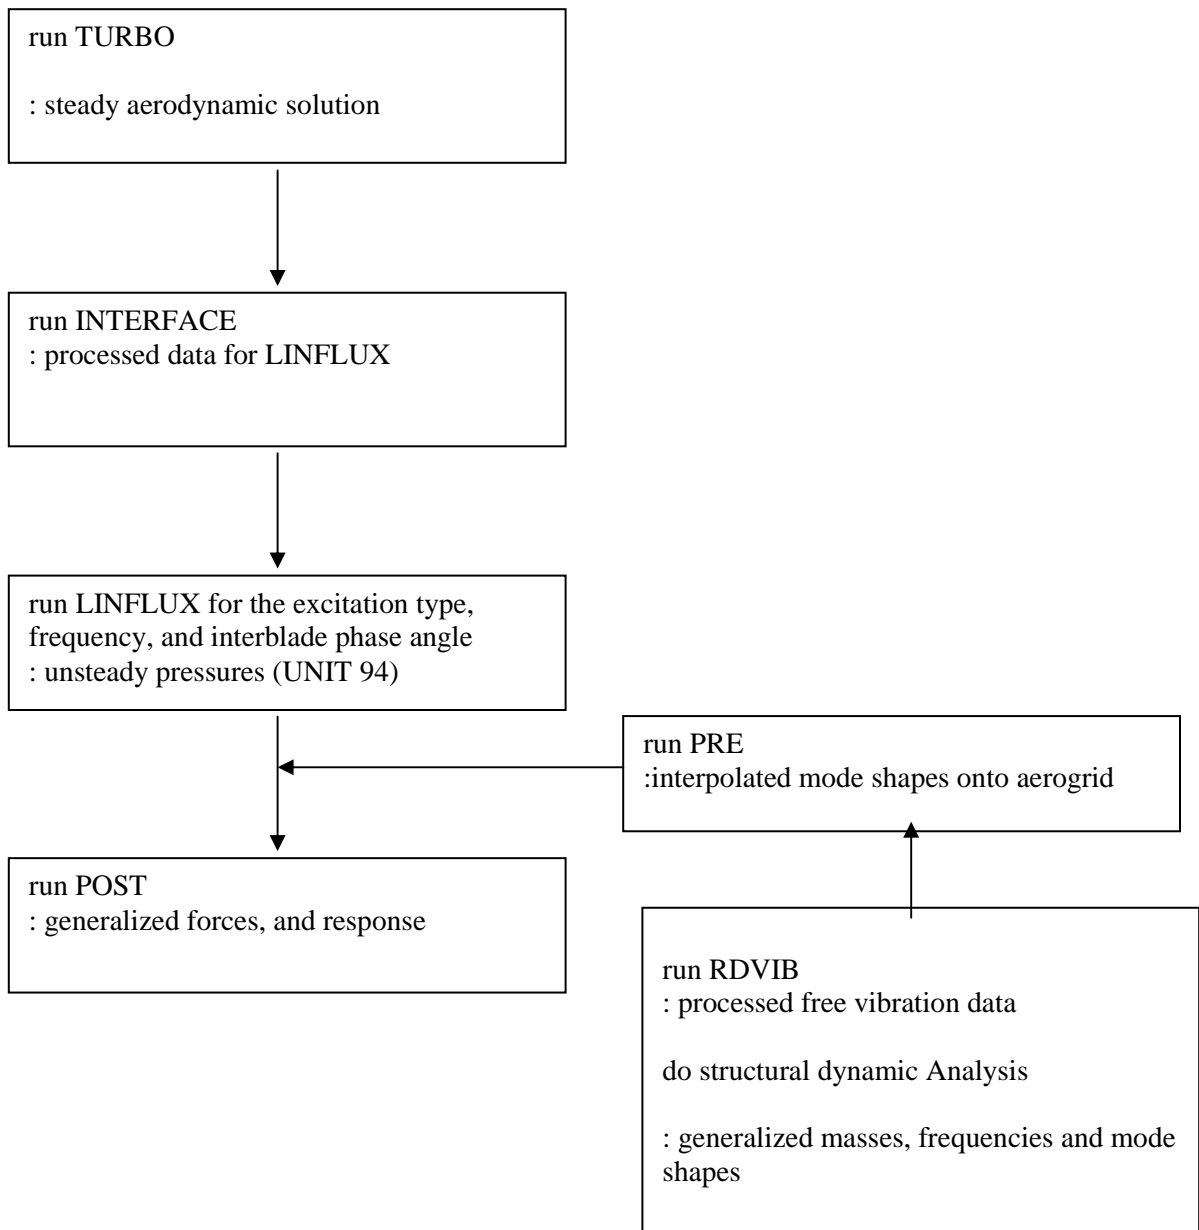 run TURBO
: steady aerodynamic solution
run INTERFACE
: processed data for LINFLUX
run LINFLUX for the excitation type,
frequency, and interblade phase angle
: unsteady pressures (UNIT 94)
run PRE
:interpolated mode shapes onto aerogrid
run POST
: generalized forces, and response
run RDVIB
: processed free vibration data
do structural dynamic Analysis
: generalized masses, frequencies and mode
shapes